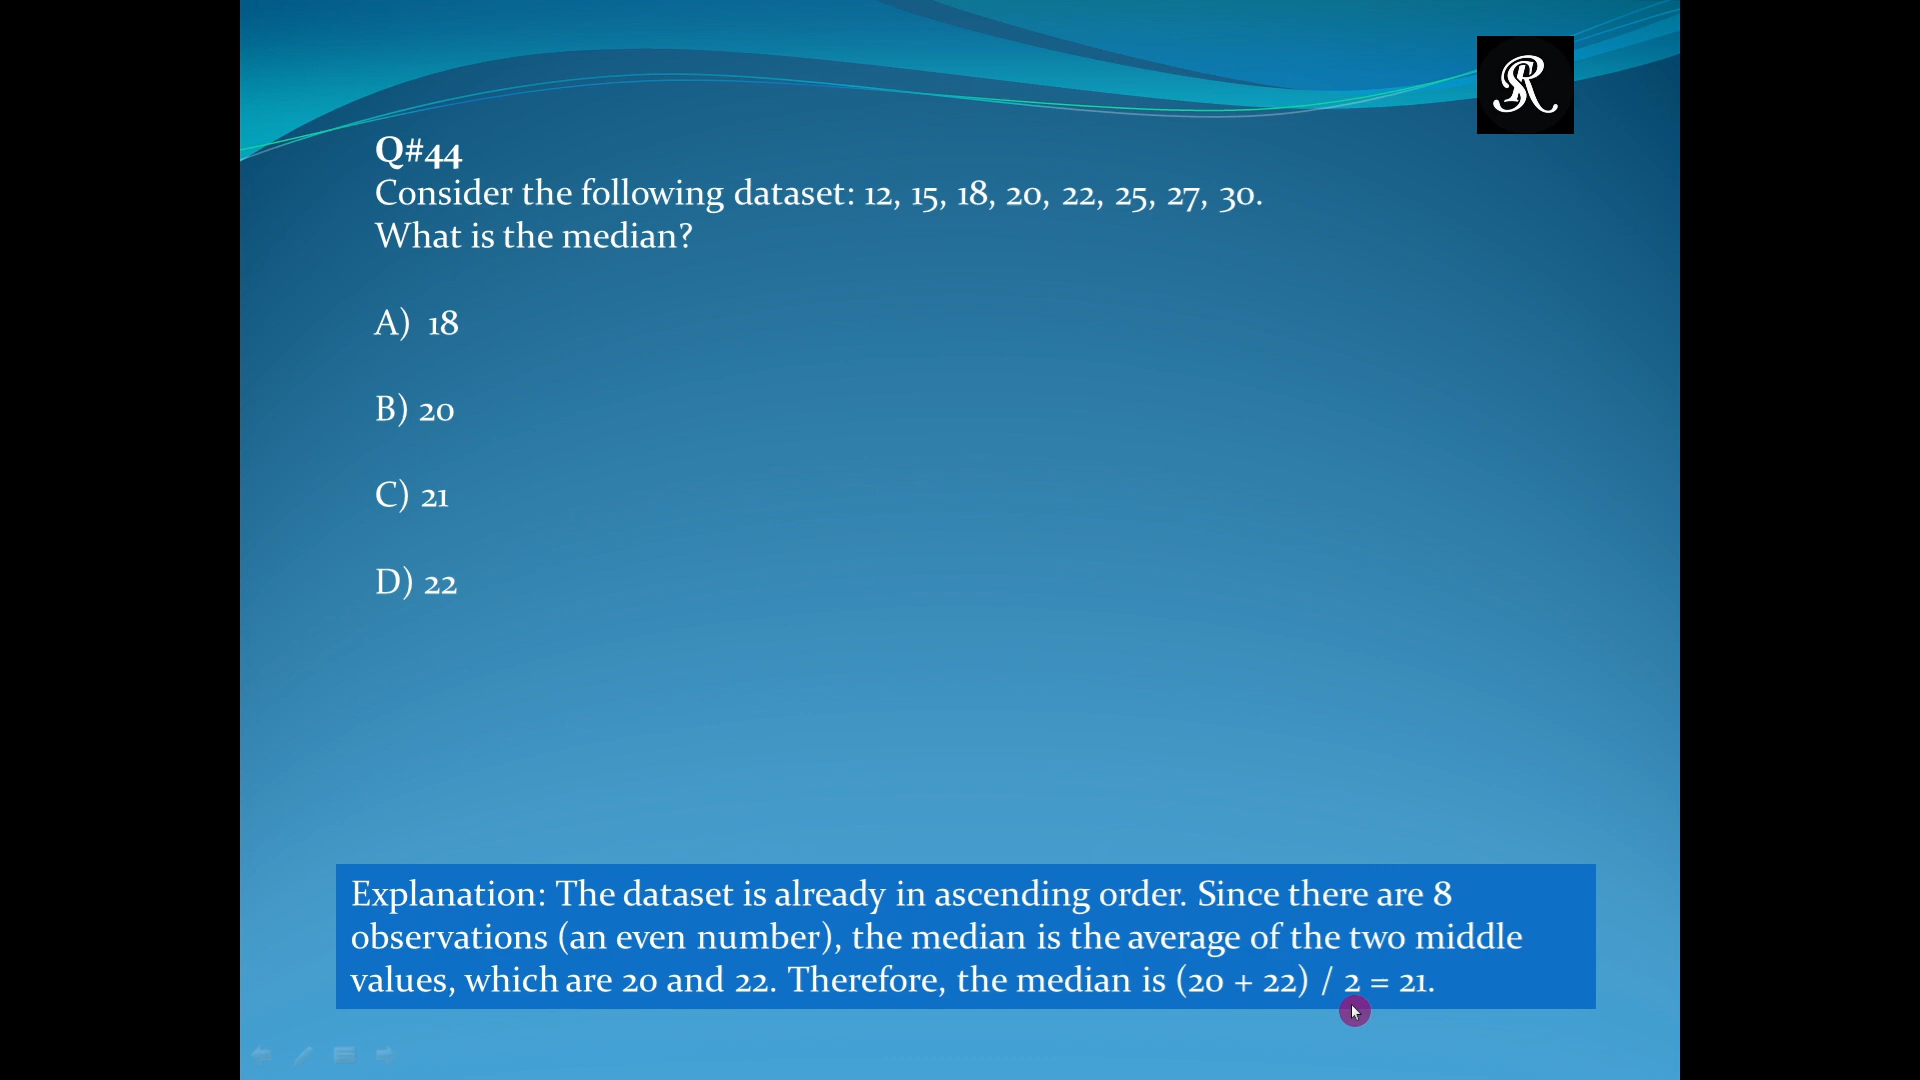 Q#44
Consider the following dataset: 12, 15, 18, 20, 22, 25, 27, 30.
What is the median?
A) 18
B) 20
C) 21
D) 22
Explanation: The dataset is already in ascending order. Since there are 8
observations (an even number), the median is the average of the two middle
values, which are 20 and 22. Therefore, the median is (20 + 22) / 2 = 21.